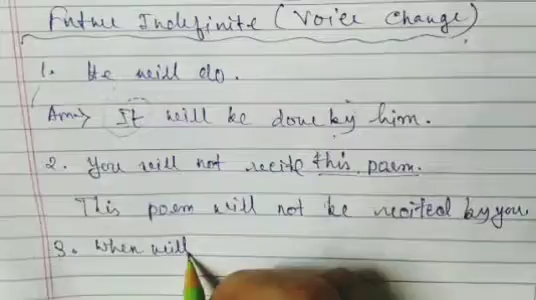 Future Indefinite (Voice Change)
1. He will do.
Ans→ It will be done by him.
2. You will not recite this poem.
This poem will not be recited by you.
3. When will